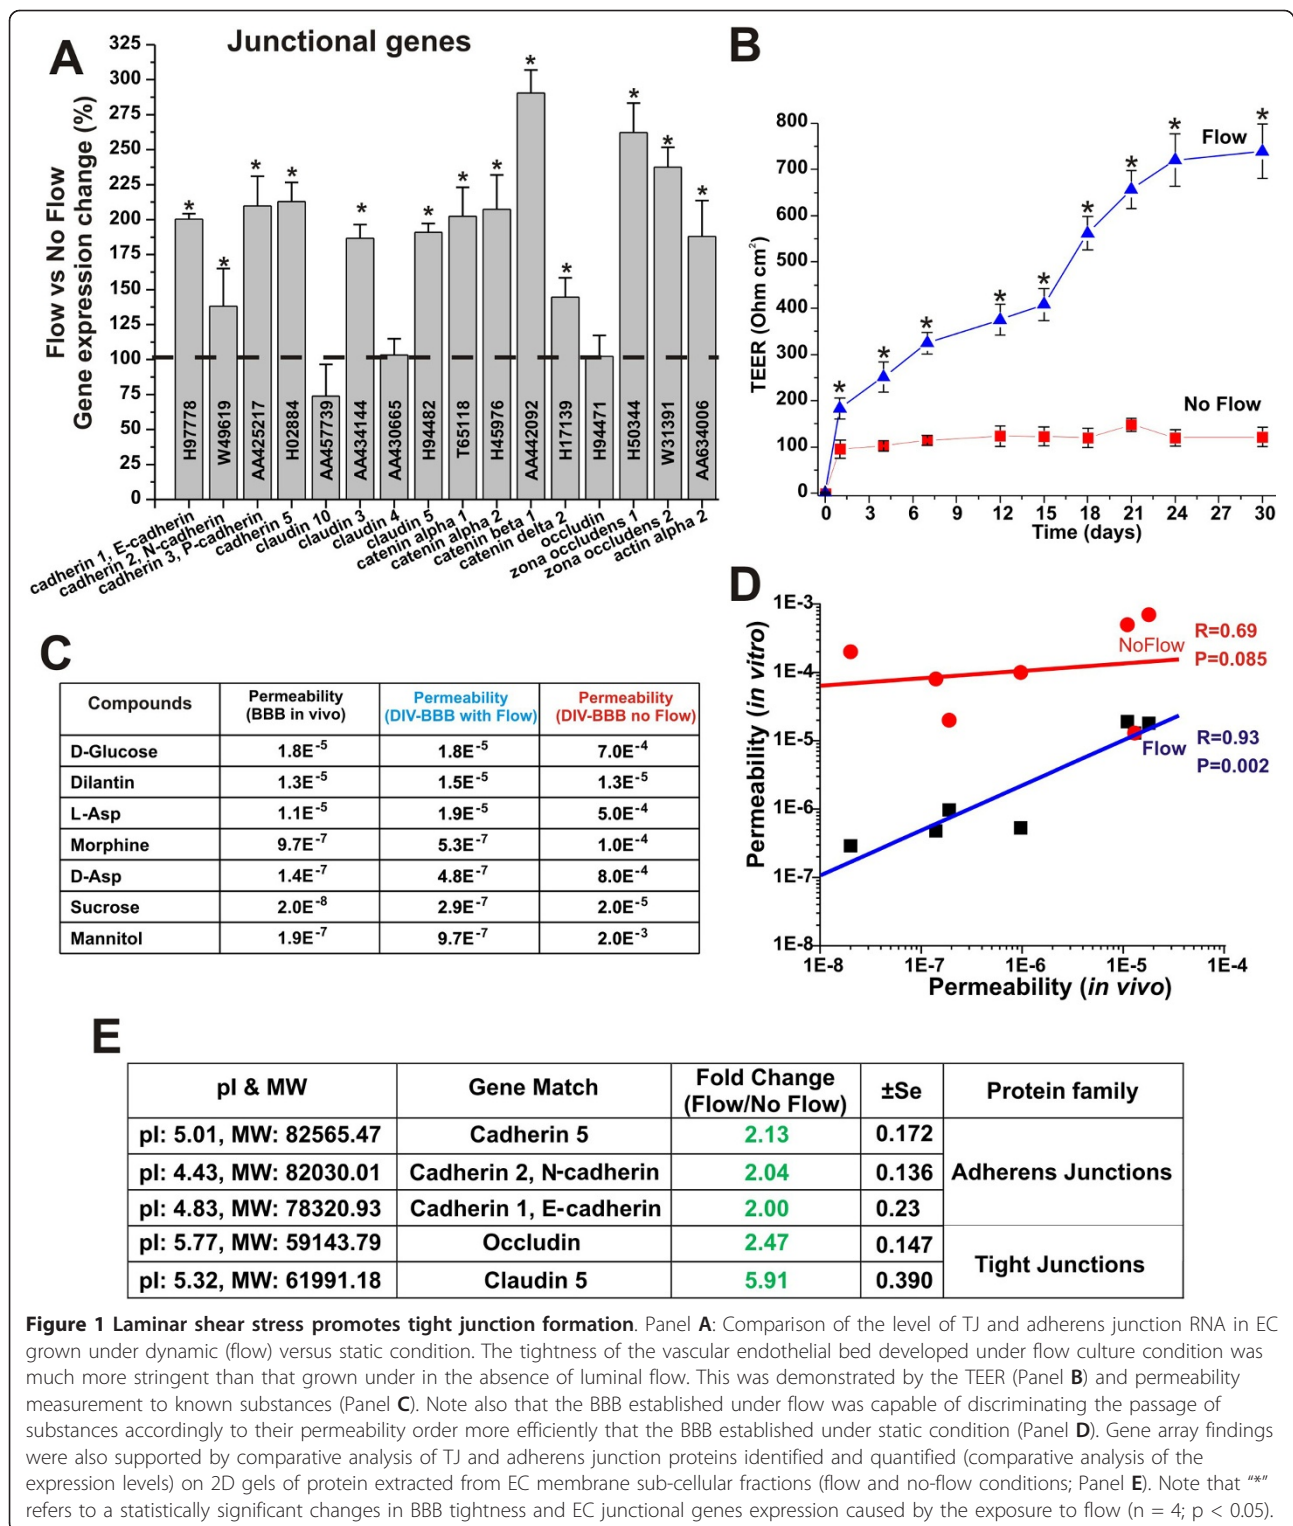 A
Junctional genes
Flow vs No Flow
Gene expression change (%)
325
300
275
250
225
200
175
150
125
100
75
50
25
0
* * * * * * * * * * * * *
H97778
W49619
AA425217
H02884
AA57739
AA434144
AA430665
H94482
T65118
H45976
AA442092
H17139
H94471
H50344
W31391
AA634006
cadherin 1, E-cadherin
cadherin 2, N-cadherin
cadherin 3, P-cadherin
cadherin 5
claudin 10
claudin 3
claudin 4
claudin 5
catenin alpha 1
catenin alpha 2
catenin beta 1
catenin delta 2
occludin
zona occludens 1
zona occludens 2
actin alpha 2
B
TEER (Ohm cm²)
800
700
600
500
400
300
200
100
0
* * * * * * * * *
Flow
No Flow
0 3 6 9 12 15 18 21 24 27 30
Time (days)
C
Compounds Permeability (BBB in vivo) Permeability (DIV-BBB with Flow) Permeability (DIV-BBB no Flow)
D-Glucose 1.8E⁻⁵ 1.8E⁻⁵ 7.0E⁻⁴
Dilantin 1.3E⁻⁵ 1.5E⁻⁵ 1.3E⁻⁵
L-Asp 1.1E⁻⁵ 1.9E⁻⁵ 5.0E⁻⁴
Morphine 9.7E⁻⁷ 5.3E⁻⁷ 1.0E⁻⁴
D-Asp 1.4E⁻⁷ 4.8E⁻⁷ 8.0E⁻⁴
Sucrose 2.0E⁻⁸ 2.9E⁻⁷ 2.0E⁻⁵
Mannitol 1.9E⁻⁷ 9.7E⁻⁷ 2.0E⁻³
D
Permeability (in vitro)
1E-3
1E-4
1E-5
1E-6
1E-7
1E-8
NoFlow
R=0.69
P=0.085
Flow
R=0.93
P=0.002
1E-8 1E-7 1E-6 1E-5 1E-4
Permeability (in vivo)
E
pI & MW Gene Match Fold Change (Flow/No Flow) ±Se Protein family
pI: 5.01, MW: 82565.47 Cadherin 5 2.13 0.172
pI: 4.43, MW: 82030.01 Cadherin 2, N-cadherin 2.04 0.136 Adherens Junctions
pI: 4.83, MW: 78320.93 Cadherin 1, E-cadherin 2.00 0.23
pI: 5.77, MW: 59143.79 Occludin 2.47 0.147
pI: 5.32, MW: 61991.18 Claudin 5 5.91 0.390 Tight Junctions
Figure 1 Laminar shear stress promotes tight junction formation. Panel A: Comparison of the level of TJ and adherens junction RNA in EC
grown under dynamic (flow) versus static condition. The tightness of the vascular endothelial bed developed under flow culture condition was
much more stringent than that grown under in the absence of luminal flow. This was demonstrated by the TEER (Panel B) and permeability
measurement to known substances (Panel C). Note also that the BBB established under flow was capable of discriminating the passage of
substances accordingly to their permeability order more efficiently that the BBB established under static condition (Panel D). Gene array findings
were also supported by comparative analysis of TJ and adherens junction proteins identified and quantified (comparative analysis of the
expression levels) on 2D gels of protein extracted from EC membrane sub-cellular fractions (flow and no-flow conditions; Panel E). Note that “*”
refers to a statistically significant changes in BBB tightness and EC junctional genes expression caused by the exposure to flow (n = 4; p < 0.05).